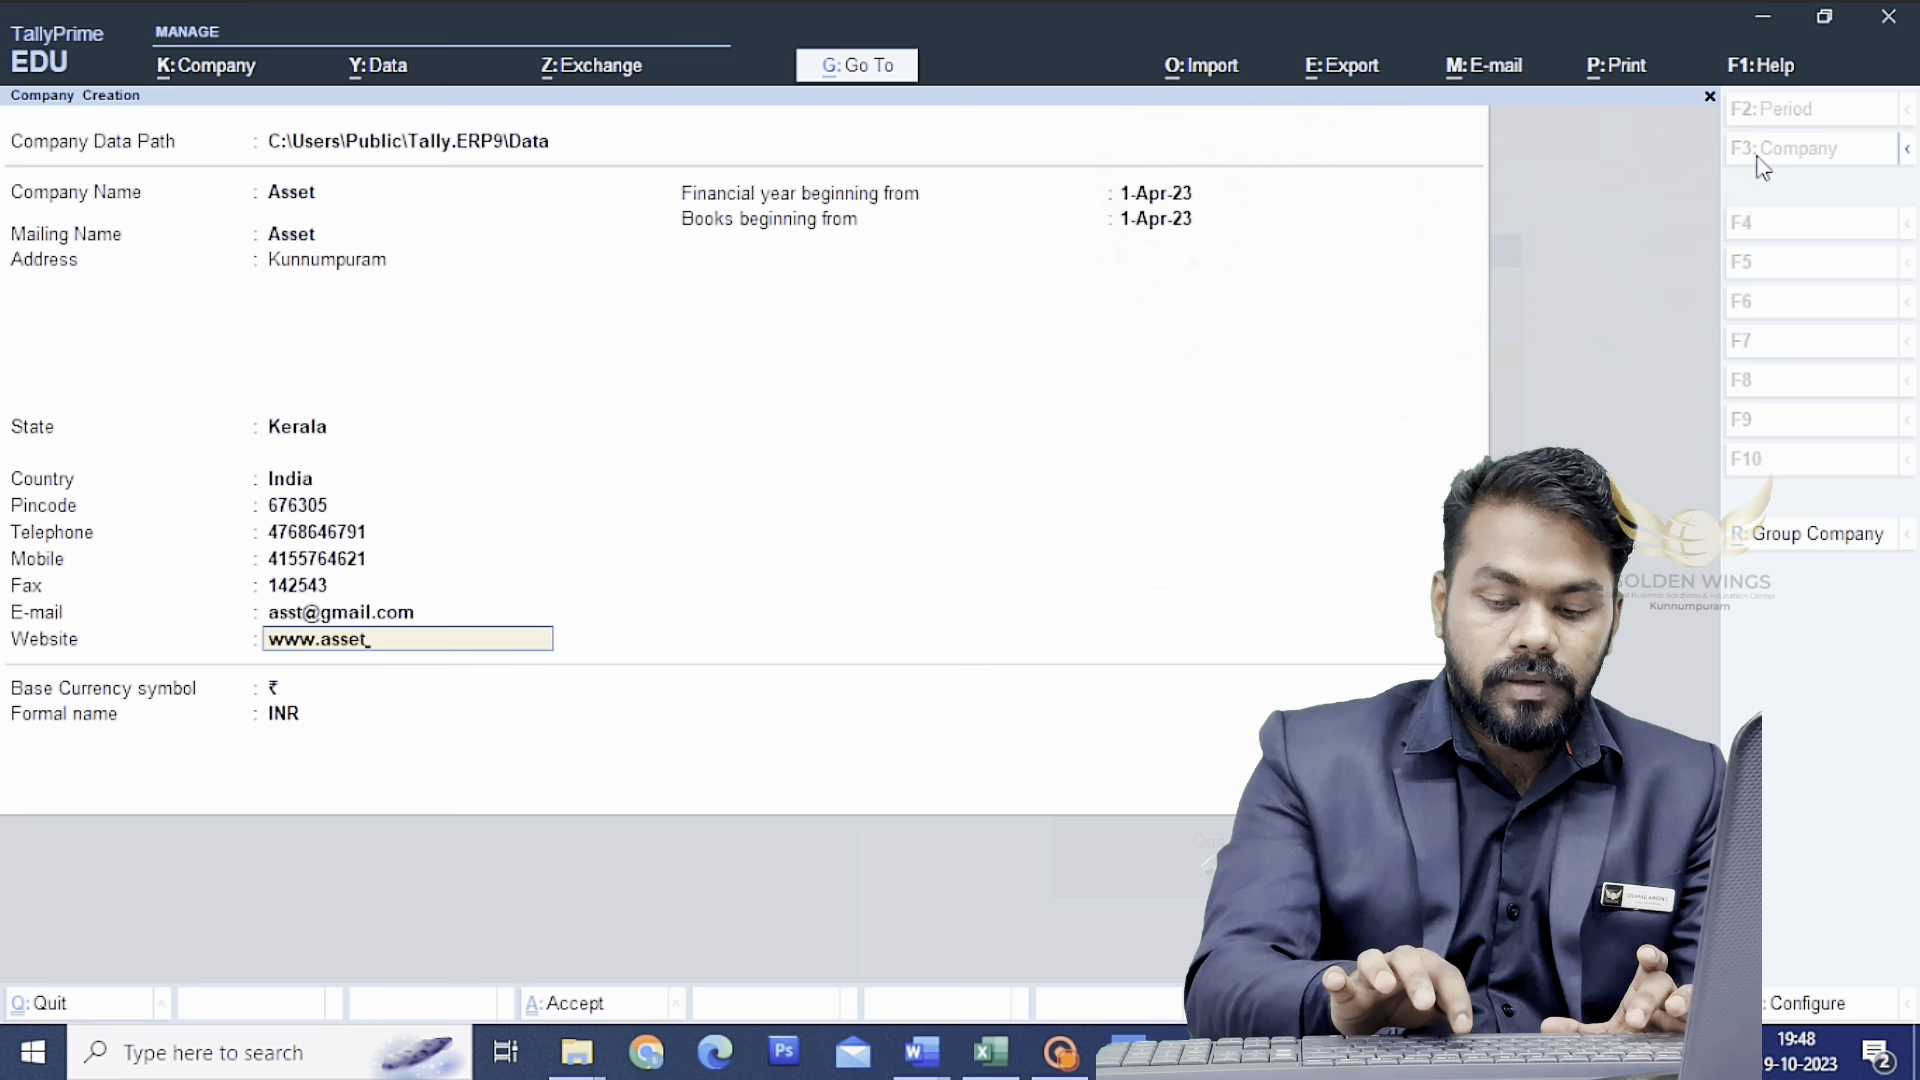 TallyPrime
EDU
MANAGE
K:Company
Y:Data
Z:Exchange
G:Go To
O:Import
E:Export
M:E-mail
P:Print
F1:Help
Company Creation
Company Data Path : C:\Users\Public\Tally.ERP9\Data
Company Name : Asset
Financial year beginning from : 1-Apr-23
Books beginning from : 1-Apr-23
Mailing Name : Asset
Address : Kunnumpuram
State : Kerala
Country : India
Pincode : 676305
Telephone : 4768646791
Mobile : 4155764621
Fax : 142543
E-mail : asst@gmail.com
Website : www.asset
Base Currency symbol : ₹
Formal name : INR
F2:Period
F3:Company
F4
F5
F6
F7
F8
F9
F10
R:Group Company
OLDEN WINGS
Kunnumpuram
Quit
Q:Quit
A:Accept
: Configure
Type here to search
Ps
19:48
9-10-2023
2